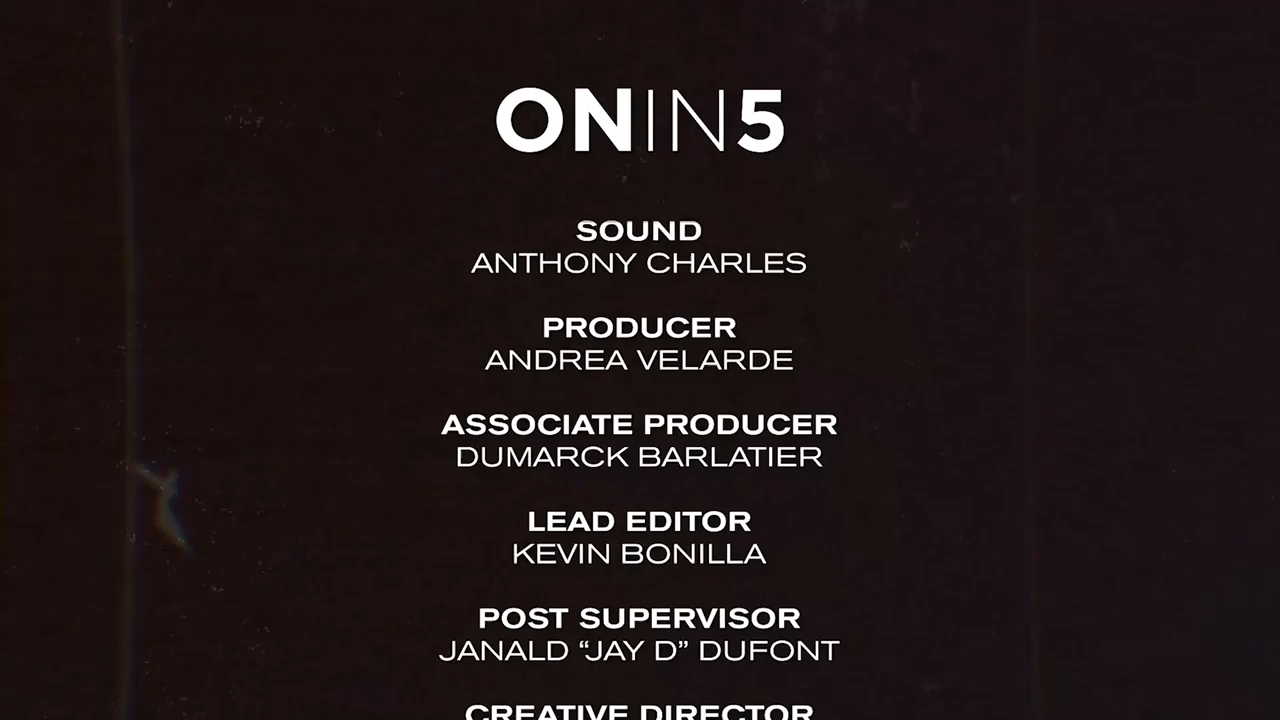 ONIN5
SOUND
ANTHONY CHARLES
PRODUCER
ANDREA VELARDE
ASSOCIATE PRODUCER
DUMARCK BARLATIER
LEAD EDITOR
KEVIN BONILLA
POST SUPERVISOR
JANALD “JAY D” DUFONT
CREATIVE DIRECTOR